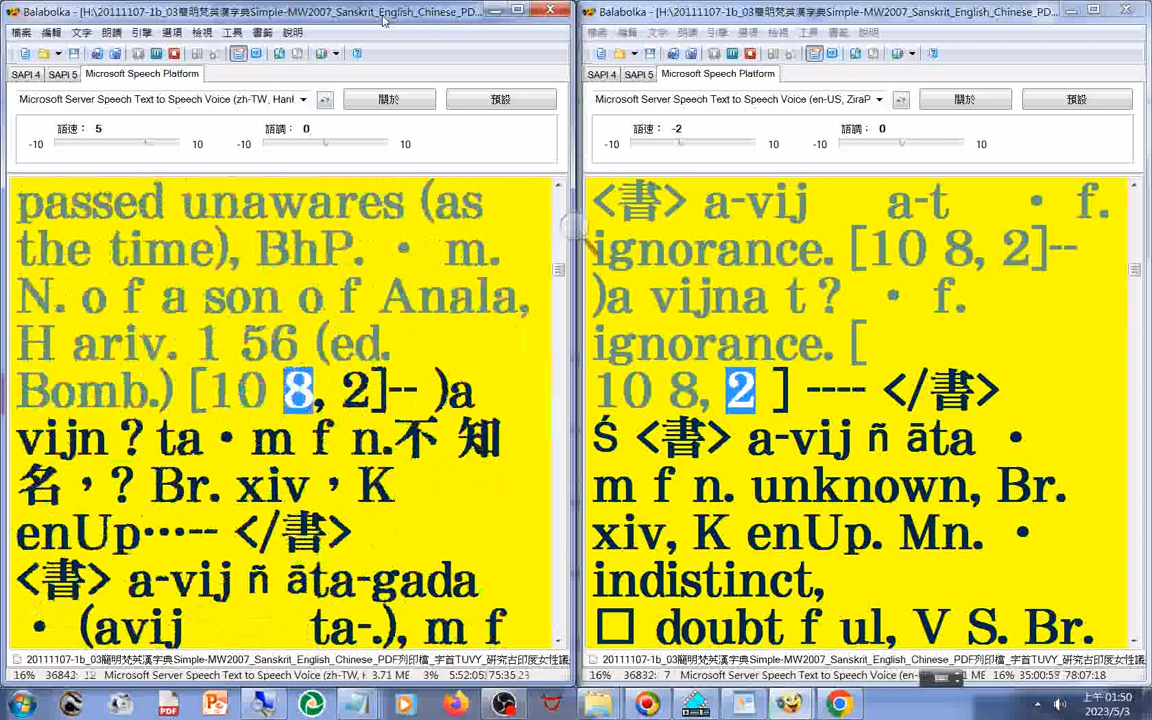 Balabolka - [H:\20111107-1b_03簡明梵英漢字典Simple-MW2007_Sanskrit_English_Chinese_PD...
檔案 編輯 文字 朗讀 引擎 選項 檢視 工具 書籤 說明
SAPI 4 SAPI 5 Microsoft Speech Platform
Microsoft Server Speech Text to Speech Voice (zh-TW, Hanl
關於 預設
語速： 5 語調： 0
-10 10 -10 10
passed unawares (as
the time), BhP. • m.
N. o f a son o f Anala,
H ariv. 1 56 (ed.
Bomb.) [10 8, 2]-- )a
vijn ? ta • m f n.不 知
名，? Br. xiv，K
enUp…-- </書>
<書> a-vij ñ āta-gada
• (avij ta-.), m f
20111107-1b_03簡明梵英漢字典Simple-MW2007_Sanskrit_English_Chinese_PDF列印檔_字首TUVY_研究古印度女性議
16% 36842: 12 Microsoft Server Speech Text to Speech Voice (zh-TW, H 3.71 MB 3% 5:52:05 75:35:23
Balabolka - [H:\20111107-1b_03簡明梵英漢字典Simple-MW2007_Sanskrit_English_Chinese_PD...
檔案 編輯 文字 朗讀 引擎 選項 檢視 工具 書籤 說明
SAPI 4 SAPI 5 Microsoft Speech Platform
Microsoft Server Speech Text to Speech Voice (en-US, ZiraP
關於 預設
語速： -2 語調： 0
-10 10 -10 10
<書> a-vij a-t • f.
ignorance. [10 8, 2]--
)a vijna t ? • f.
ignorance. [
10 8, 2 ] ---- </書>
Ś <書> a-vij ñ āta •
m f n. unknown, Br.
xiv, K enUp. Mn. •
indistinct,
□ doubt f ul, V S. Br.
20111107-1b_03簡明梵英漢字典Simple-MW2007_Sanskrit_English_Chinese_PDF列印檔_字首TUVY_研究古印度女性議
16% 36832: 7 Microsoft Server Speech Text to Speech Voice (en-U 16% 35:00:5 78:07:18
上午 01:50
2023/5/3